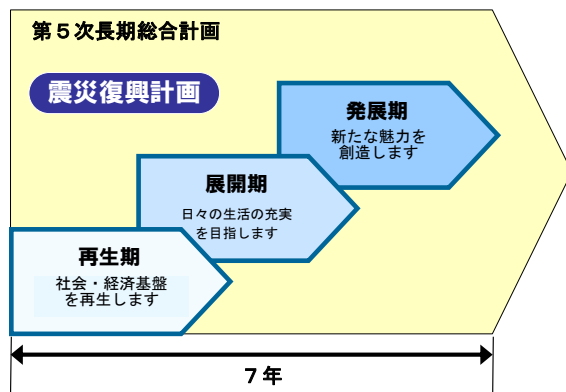 第５次長期総合計画
震災復興計画
発展期
新たな魅力を
創造します
展開期
日々の生活の充実
を目指します
再生期
社会・経済基盤
を再生します
７年